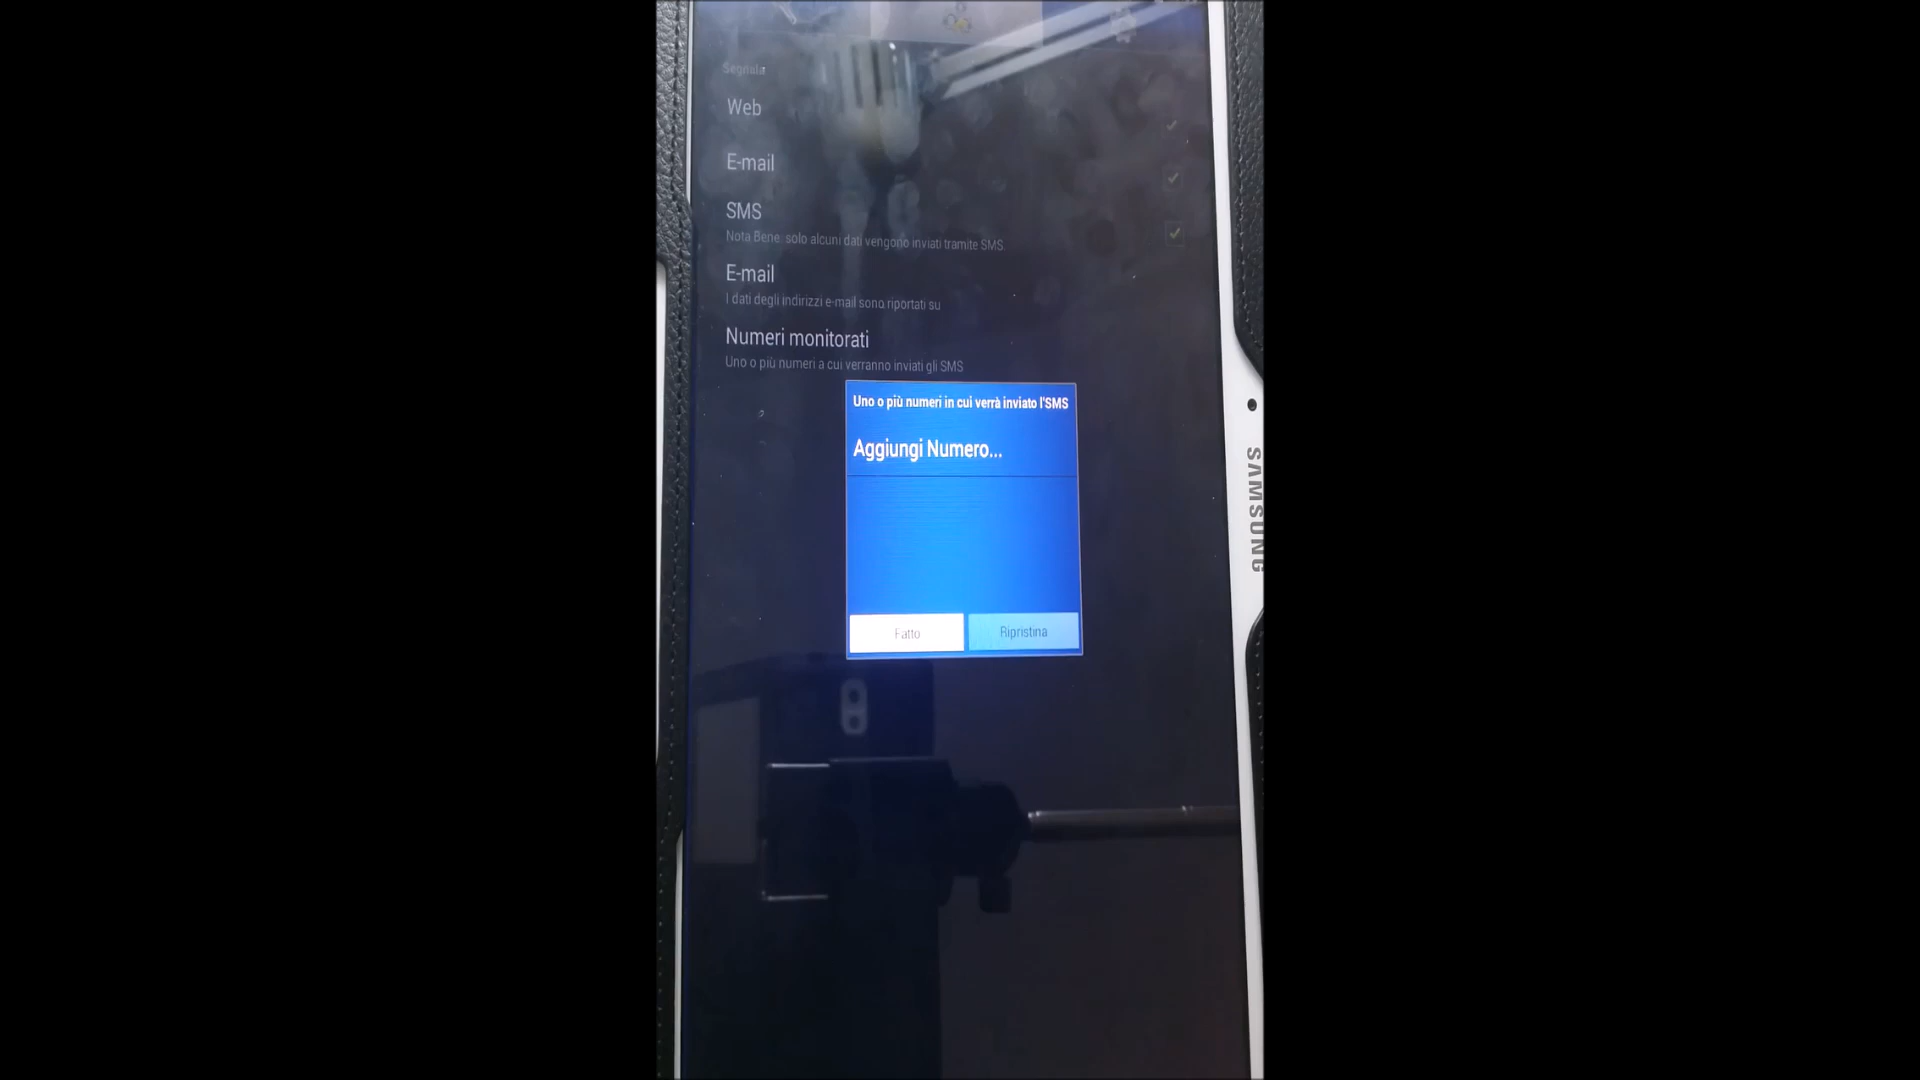 Segnala
Web
E-mail
SMS
Nota Bene: solo alcuni dati vengono inviati tramite SMS.
E-mail
I dati degli indirizzi e-mail sono riportati su
Numeri monitorati
Uno o più numeri a cui verranno inviati gli SMS
Uno o più numeri in cui verrà inviato l'SMS
Aggiungi Numero...
Fatto
Ripristina
SAMSUNG